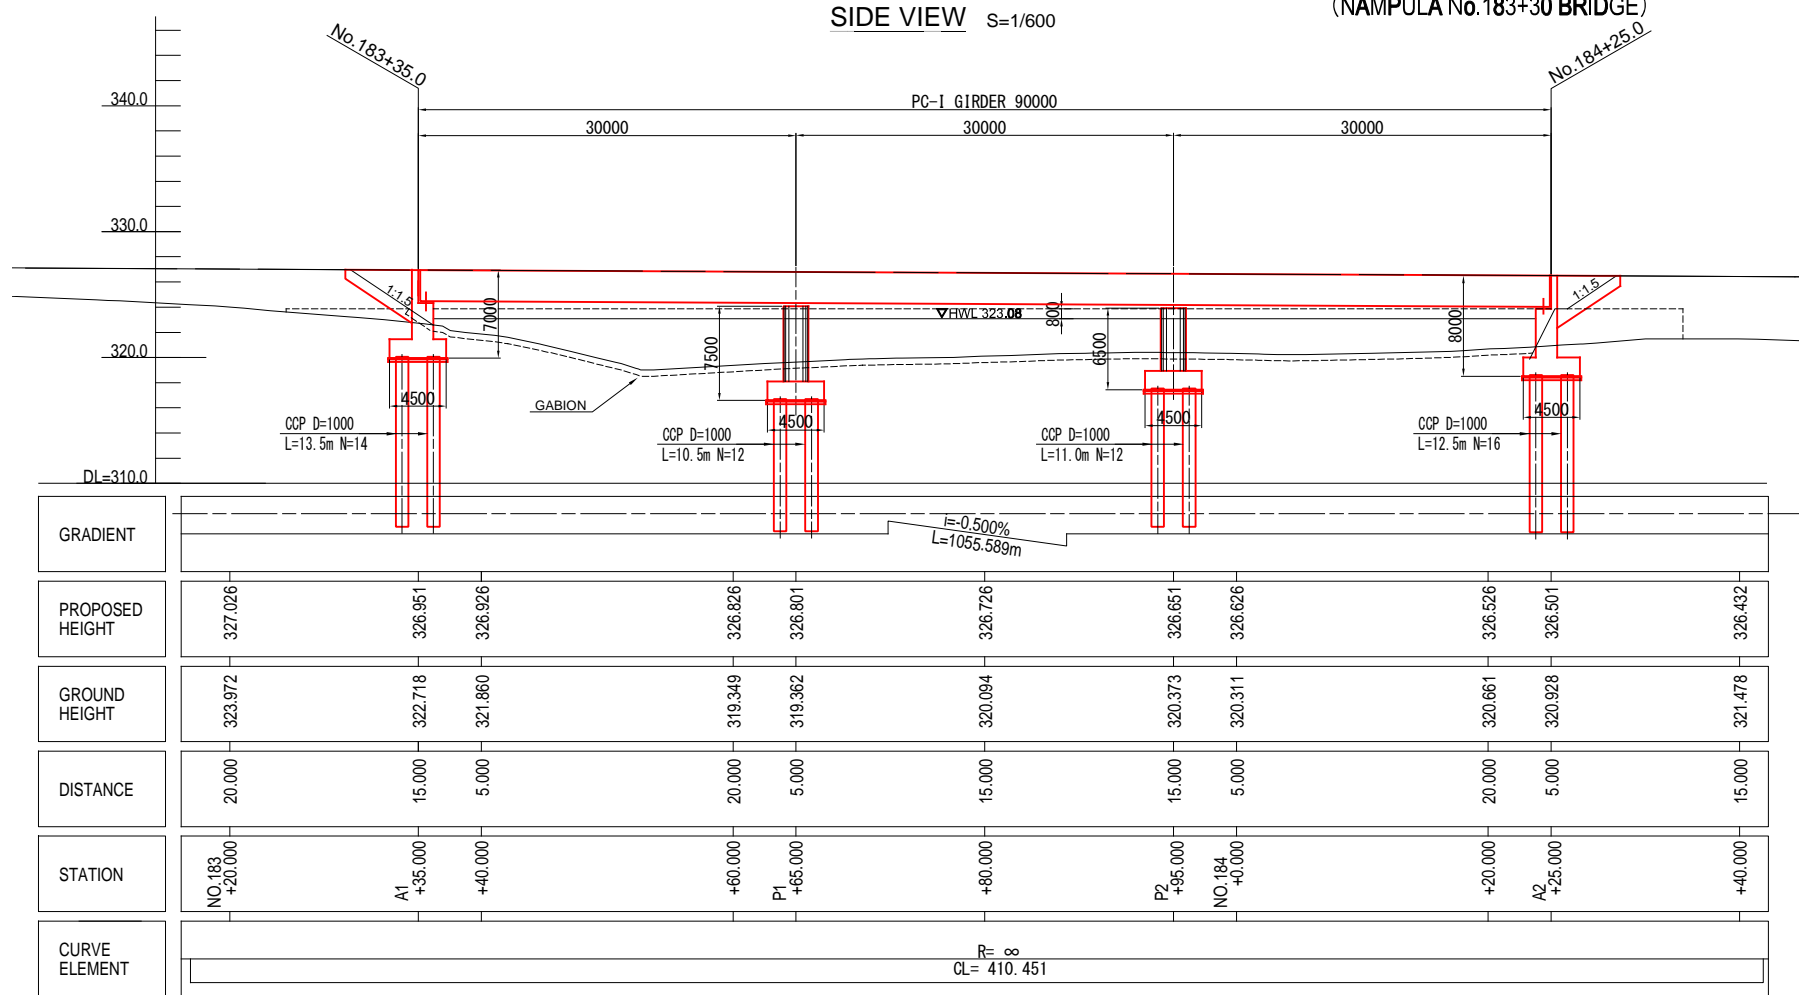 SIDE VIEW S=1/600
(NAMPULA No.183+30 BRIDGE)
No.183+35.0
No.184+25.0
340.0
PC-I GIRDER 90000
30000
30000
30000
330.0
1:1.5
7000
7500
▽HWL 323.08
800
6500
8000
1:1.5
320.0
4500
GABION
4500
4500
4500
CCP D=1000
L=13.5m N=14
CCP D=1000
L=10.5m N=12
CCP D=1000
L=11.0m N=12
CCP D=1000
L=12.5m N=16
DL=310.0
GRADIENT
i=-0.500%
L=1055.589m
PROPOSED
HEIGHT
327.026
326.951
326.926
326.826
326.801
326.726
326.651
326.626
326.526
326.501
326.432
GROUND
HEIGHT
323.972
322.718
321.860
319.349
319.362
320.094
320.373
320.311
320.661
320.928
321.478
DISTANCE
20.000
15.000
5.000
20.000
5.000
15.000
15.000
5.000
20.000
5.000
15.000
STATION
NO.183
+20.000
A1
+35.000
+40.000
+60.000
P1
+65.000
+80.000
P2
+95.000
NO.184
+0.000
+20.000
A2
+25.000
+40.000
CURVE
ELEMENT
R= ∞
CL= 410.451